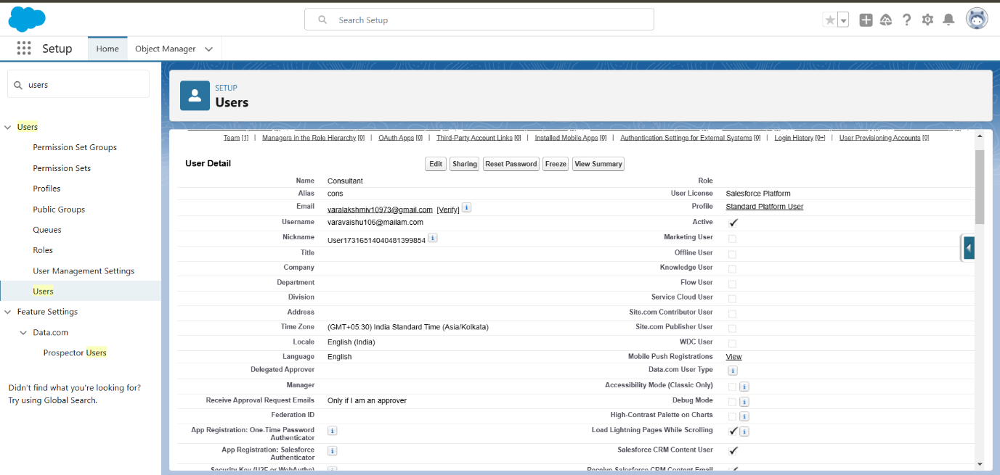 Search Setup
Setup
Home
Object Manager
users
Users
Permission Set Groups
Permission Sets
Profiles
Public Groups
Queues
Roles
User Management Settings
Users
Feature Settings
Data.com
Prospector Users
Didn't find what you're looking for?
Try using Global Search.
SETUP
Users
Team [1] | Managers in the Role Hierarchy [0] | OAuth Apps [0] | Third-Party Account Links [0] | Installed Mobile Apps [0] | Authentication Settings for External Systems [0] | Login History [0+] | User Provisioning Accounts [0]
User Detail Edit Sharing Reset Password Freeze View Summary
Name Consultant Role
Alias cons User License Salesforce Platform
Email varalakshmiv10973@gmail.com [Verify] i Profile Standard Platform User
Username varavaishu106@mailam.com Active
Nickname User17316514040481399854 i Marketing User
Title Offline User
Company Knowledge User
Department Flow User
Division Service Cloud User
Address Site.com Contributor User
Time Zone (GMT+05:30) India Standard Time (Asia/Kolkata) Site.com Publisher User
Locale English (India) WDC User
Language English Mobile Push Registrations View
Delegated Approver Data.com User Type i
Manager Accessibility Mode (Classic Only) i
Receive Approval Request Emails Only if I am an approver Debug Mode i
Federation ID High-Contrast Palette on Charts i
App Registration: One-Time Password i Load Lightning Pages While Scrolling i
Authenticator
App Registration: Salesforce i Salesforce CRM Content User
Authenticator
Security Key (U2F or WebAuthn) Receive Salesforce CRM Content Email